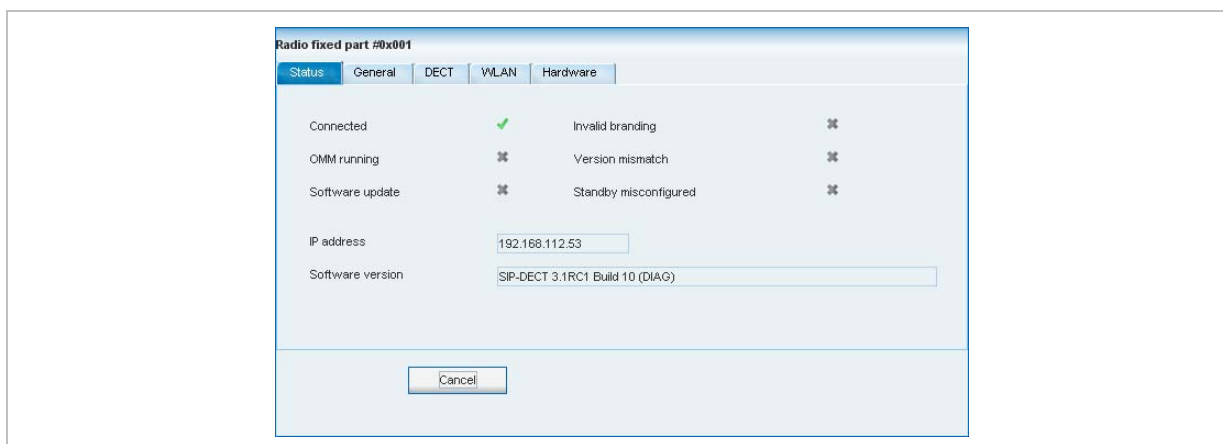 Radio fixed part #0x001
Status General DECT WLAN Hardware
Connected Invalid branding
OMM running Version mismatch
Software update Standby misconfigured
IP address 192.168.112.53
Software version SIP-DECT 3.1RC1 Build 10 (DIAG)
Cancel